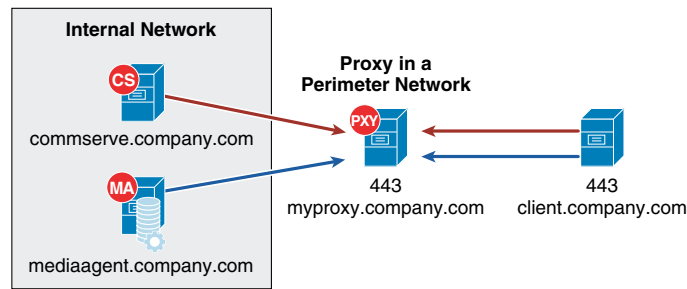 Internal Network
CS
commserve.company.com
MA
mediaagent.company.com
Proxy in a
Perimeter Network
PXY
443
myproxy.company.com
443
client.company.com